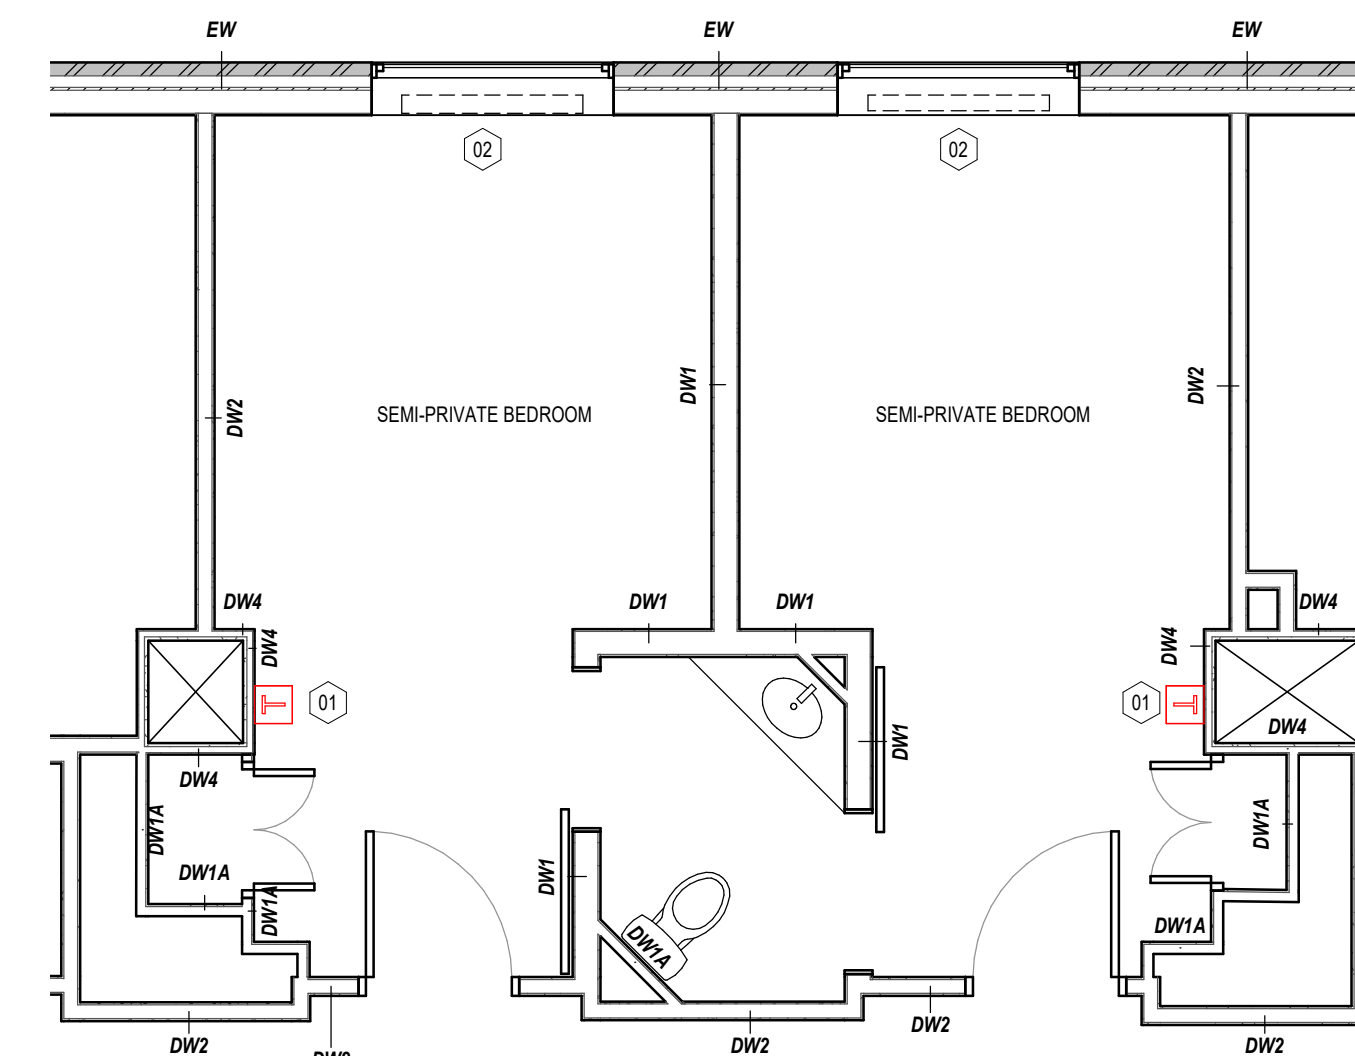 EW EW EW
02 02
DW2 DW1 DW2
SEMI-PRIVATE BEDROOM SEMI-PRIVATE BEDROOM
DW4 DW1 DW1 DW4
DW4 DW4
T 01 01 T
DW4 DW1 DW4
DW1A DW1A
DW1A DW1
DW1A DW1A DW1A
DW2 DW2 DW2 DW2